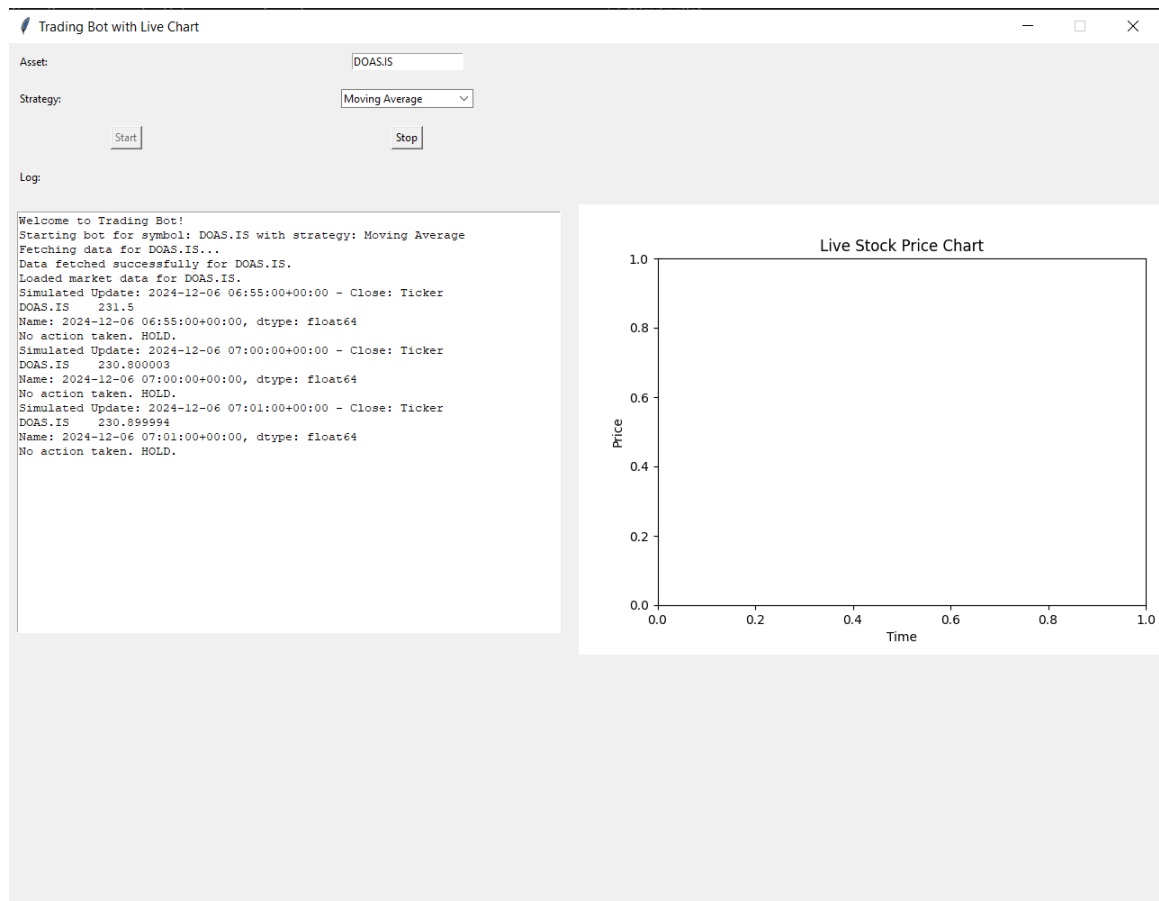 Trading Bot with Live Chart
Asset:
DOAS.IS
Strategy:
Moving Average
Start
Stop
Log:
Welcome to Trading Bot!
Starting bot for symbol: DOAS.IS with strategy: Moving Average
Fetching data for DOAS.IS...
Data fetched successfully for DOAS.IS.
Loaded market data for DOAS.IS.
Simulated Update: 2024-12-06 06:55:00+00:00 - Close: Ticker
DOAS.IS    231.5
Name: 2024-12-06 06:55:00+00:00, dtype: float64
No action taken. HOLD.
Simulated Update: 2024-12-06 07:00:00+00:00 - Close: Ticker
DOAS.IS    230.800003
Name: 2024-12-06 07:00:00+00:00, dtype: float64
No action taken. HOLD.
Simulated Update: 2024-12-06 07:01:00+00:00 - Close: Ticker
DOAS.IS    230.899994
Name: 2024-12-06 07:01:00+00:00, dtype: float64
No action taken. HOLD.
Live Stock Price Chart
1.0
0.8
0.6
0.4
0.2
0.0
Price
0.0 0.2 0.4 0.6 0.8 1.0
Time